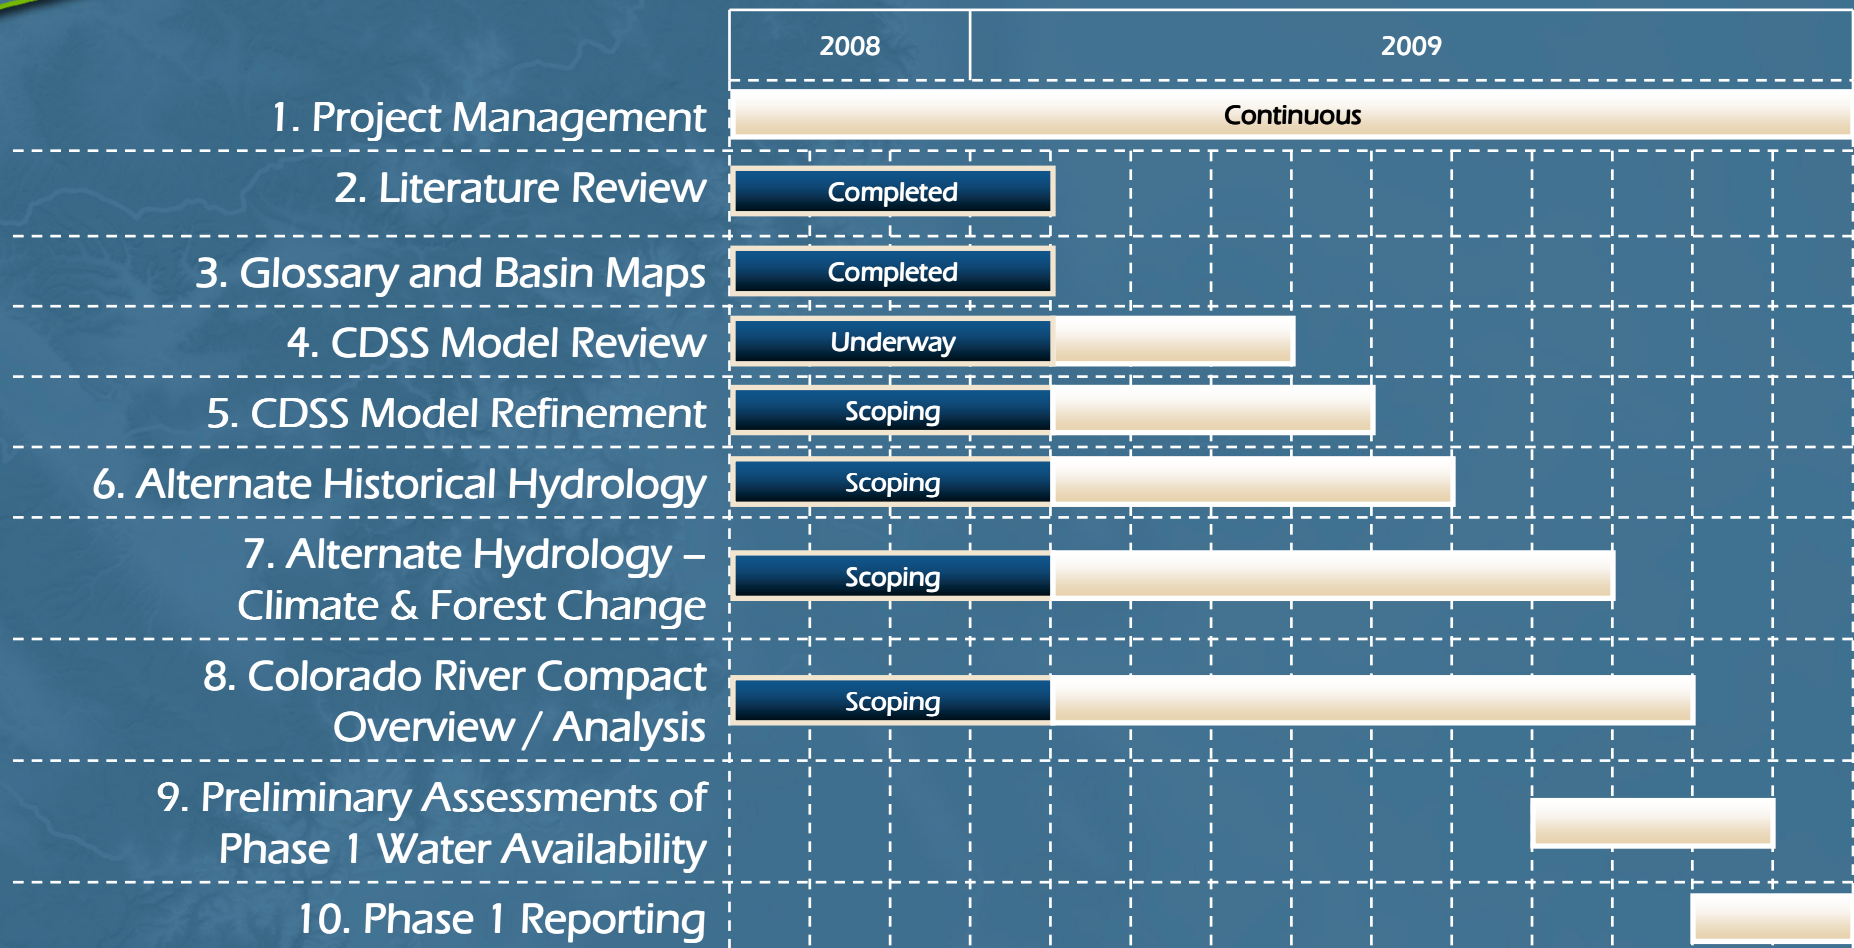 2008 2009
1. Project Management Continuous
2. Literature Review Completed
3. Glossary and Basin Maps Completed
4. CDSS Model Review Underway
5. CDSS Model Refinement Scoping
6. Alternate Historical Hydrology Scoping
7. Alternate Hydrology –
Climate & Forest Change
Scoping
8. Colorado River Compact
Overview / Analysis
Scoping
9. Preliminary Assessments of
Phase 1 Water Availability
10. Phase 1 Reporting